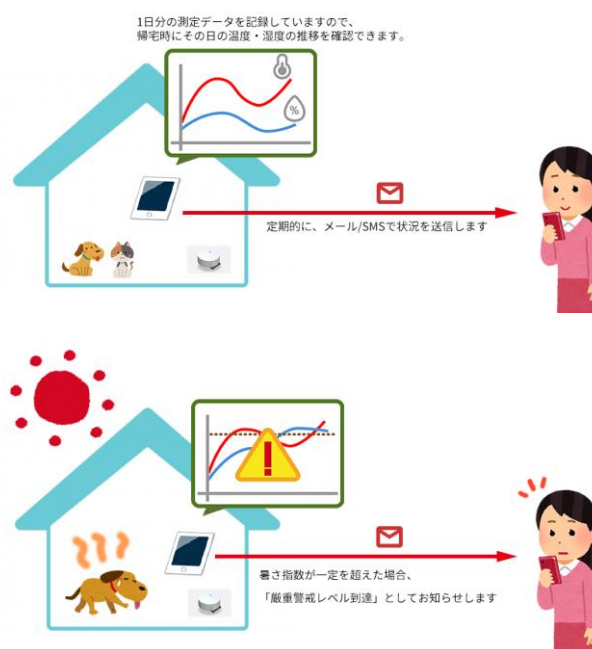 1日分の測定データを記録していますので、
帰宅時にその日の温度・湿度の推移を確認できます。
%
定期的に、メール/SMSで状況を送信します
暑さ指数が一定を超えた場合、
「厳重警戒レベル到達」としてお知らせします